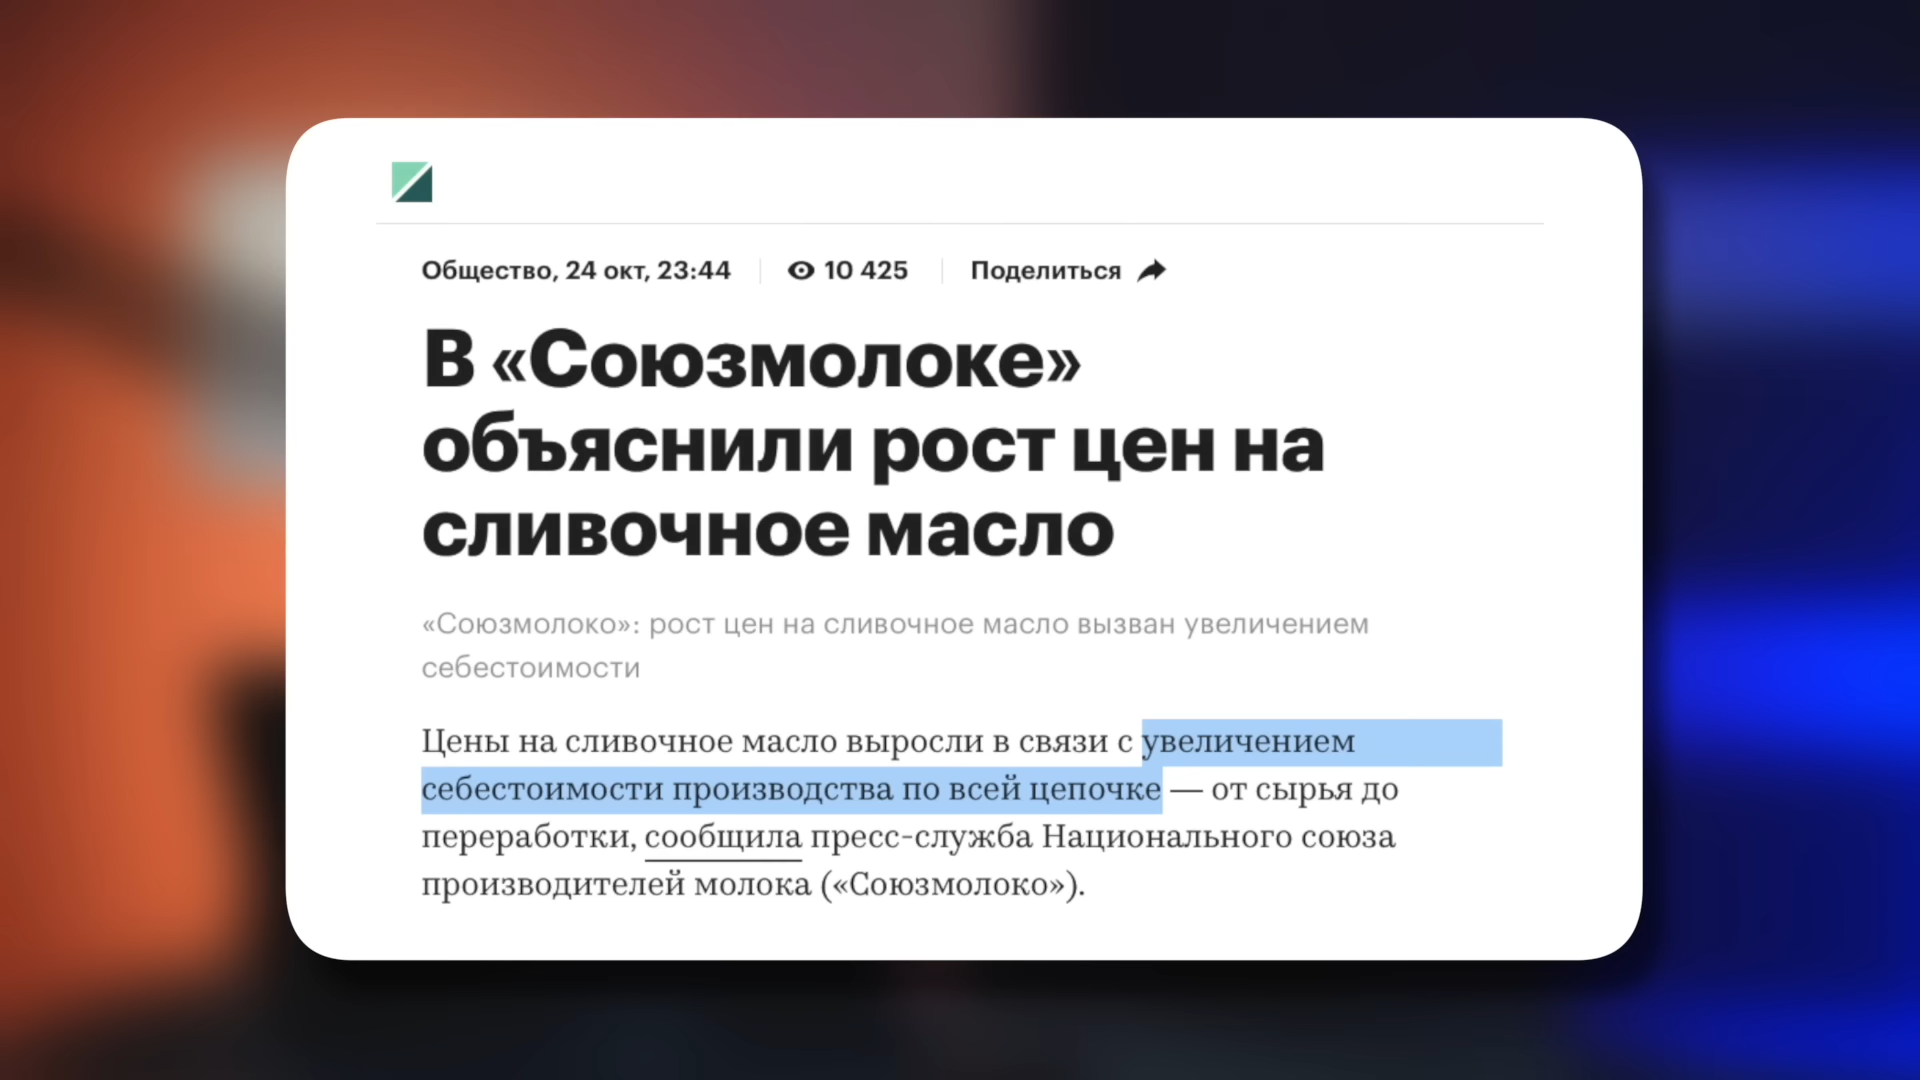 Общество, 24 окт, 23:44 10 425 Поделиться
В «Союзмолоке»
объяснили рост цен на
сливочное масло
«Союзмолоко»: рост цен на сливочное масло вызван увеличением
себестоимости
Цены на сливочное масло выросли в связи с увеличением
себестоимости производства по всей цепочке — от сырья до
переработки, сообщила пресс-служба Национального союза
производителей молока («Союзмолоко»).